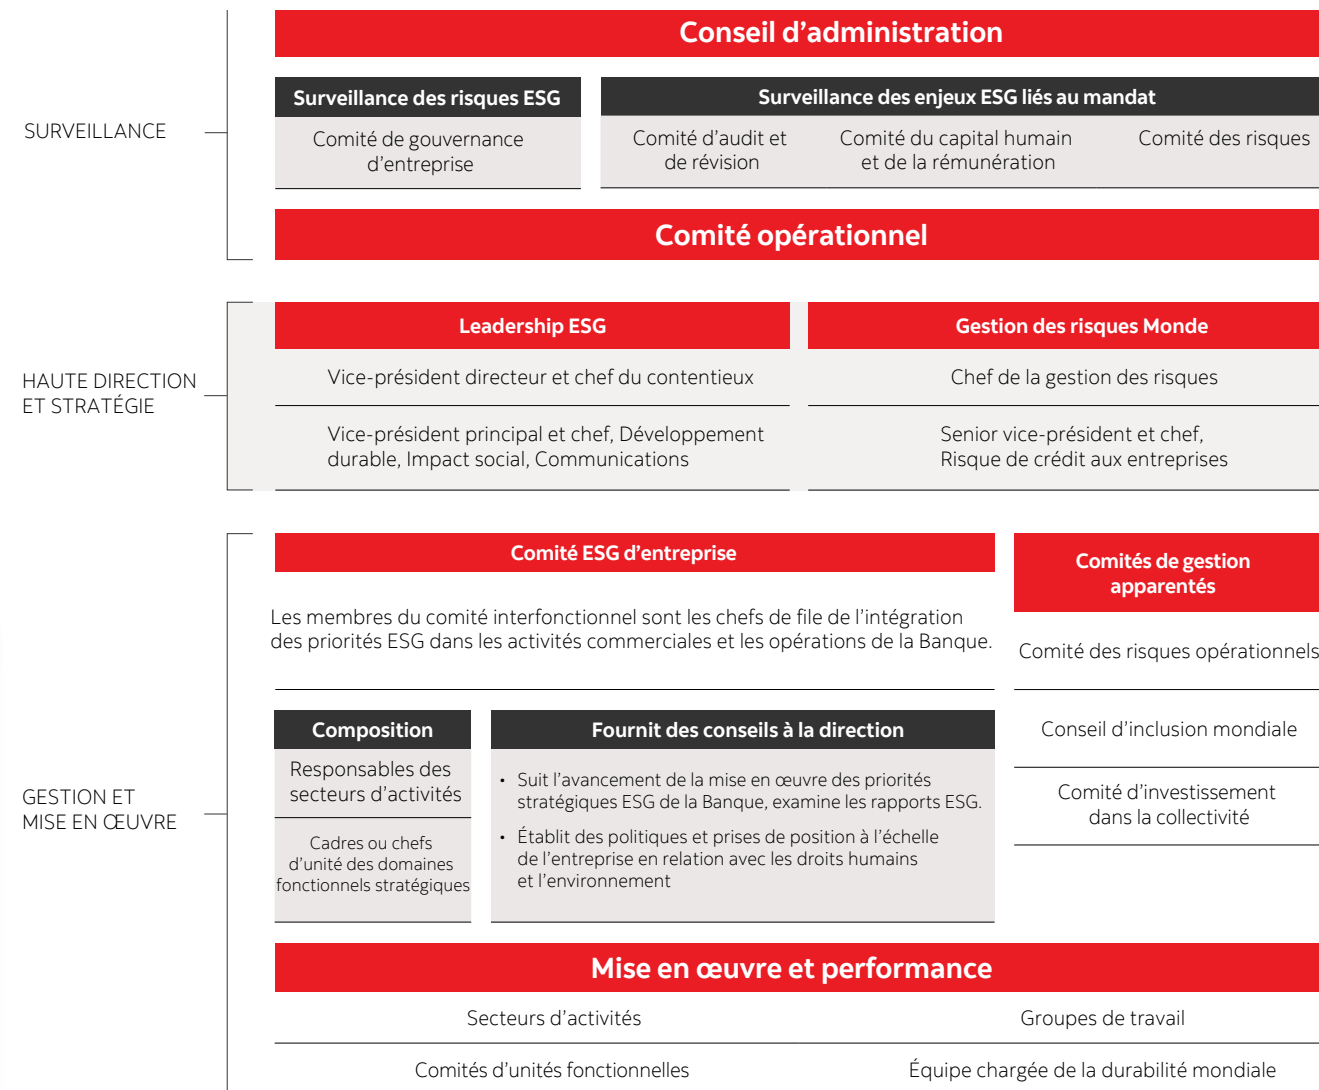 SURVEILLANCE
Conseil d'administration
Surveillance des risques ESG
Comité de gouvernance
d'entreprise
Surveillance des enjeux ESG liés au mandat
Comité d'audit et
de révision
Comité du capital humain
et de la rémunération
Comité des risques
Comité opérationnel
HAUTE DIRECTION
ET STRATÉGIE
Leadership ESG
Vice-président directeur et chef du contentieux
Vice-président principal et chef, Développement
durable, Impact social, Communications
Gestion des risques Monde
Chef de la gestion des risques
Senior vice-président et chef,
Risque de crédit aux entreprises
GESTION ET
MISE EN ŒUVRE
Comité ESG d'entreprise
Les membres du comité interfonctionnel sont les chefs de file de l'intégration
des priorités ESG dans les activités commerciales et les opérations de la Banque.
Composition
Responsables des
secteurs d'activités
Cadres ou chefs
d'unité des domaines
fonctionnels stratégiques
Fournit des conseils à la direction
• Suit l'avancement de la mise en œuvre des priorités
stratégiques ESG de la Banque, examine les rapports ESG.
• Établit des politiques et prises de position à l'échelle
de l'entreprise en relation avec les droits humains
et l'environnement
Comités de gestion
apparentés
Comité des risques opérationnels
Conseil d'inclusion mondiale
Comité d'investissement
dans la collectivité
Mise en œuvre et performance
Secteurs d'activités
Groupes de travail
Comités d'unités fonctionnelles
Équipe chargée de la durabilité mondiale